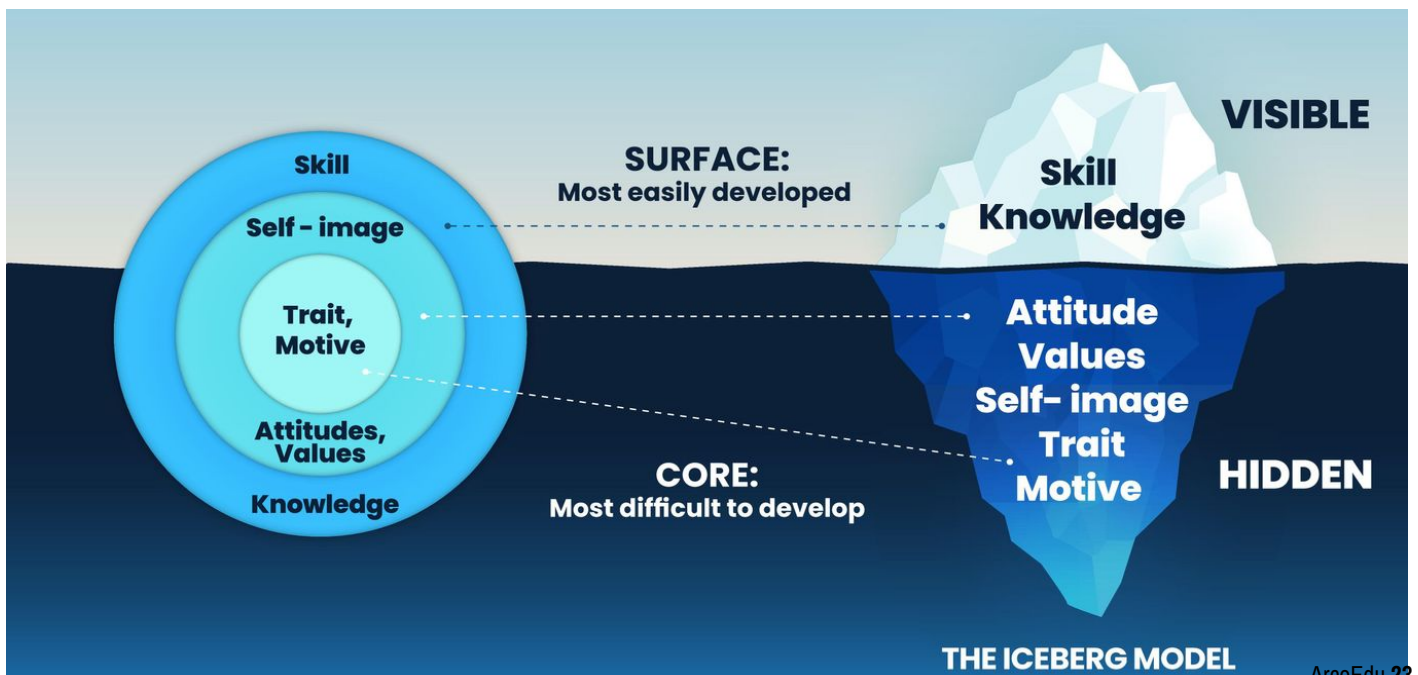 Skill
Self - image
Trait,
Motive
Attitudes,
Values
Knowledge
SURFACE:
Most easily developed
CORE:
Most difficult to develop
VISIBLE
Skill
Knowledge
Attitude
Values
Self- image
Trait
Motive
HIDDEN
THE ICEBERG MODEL